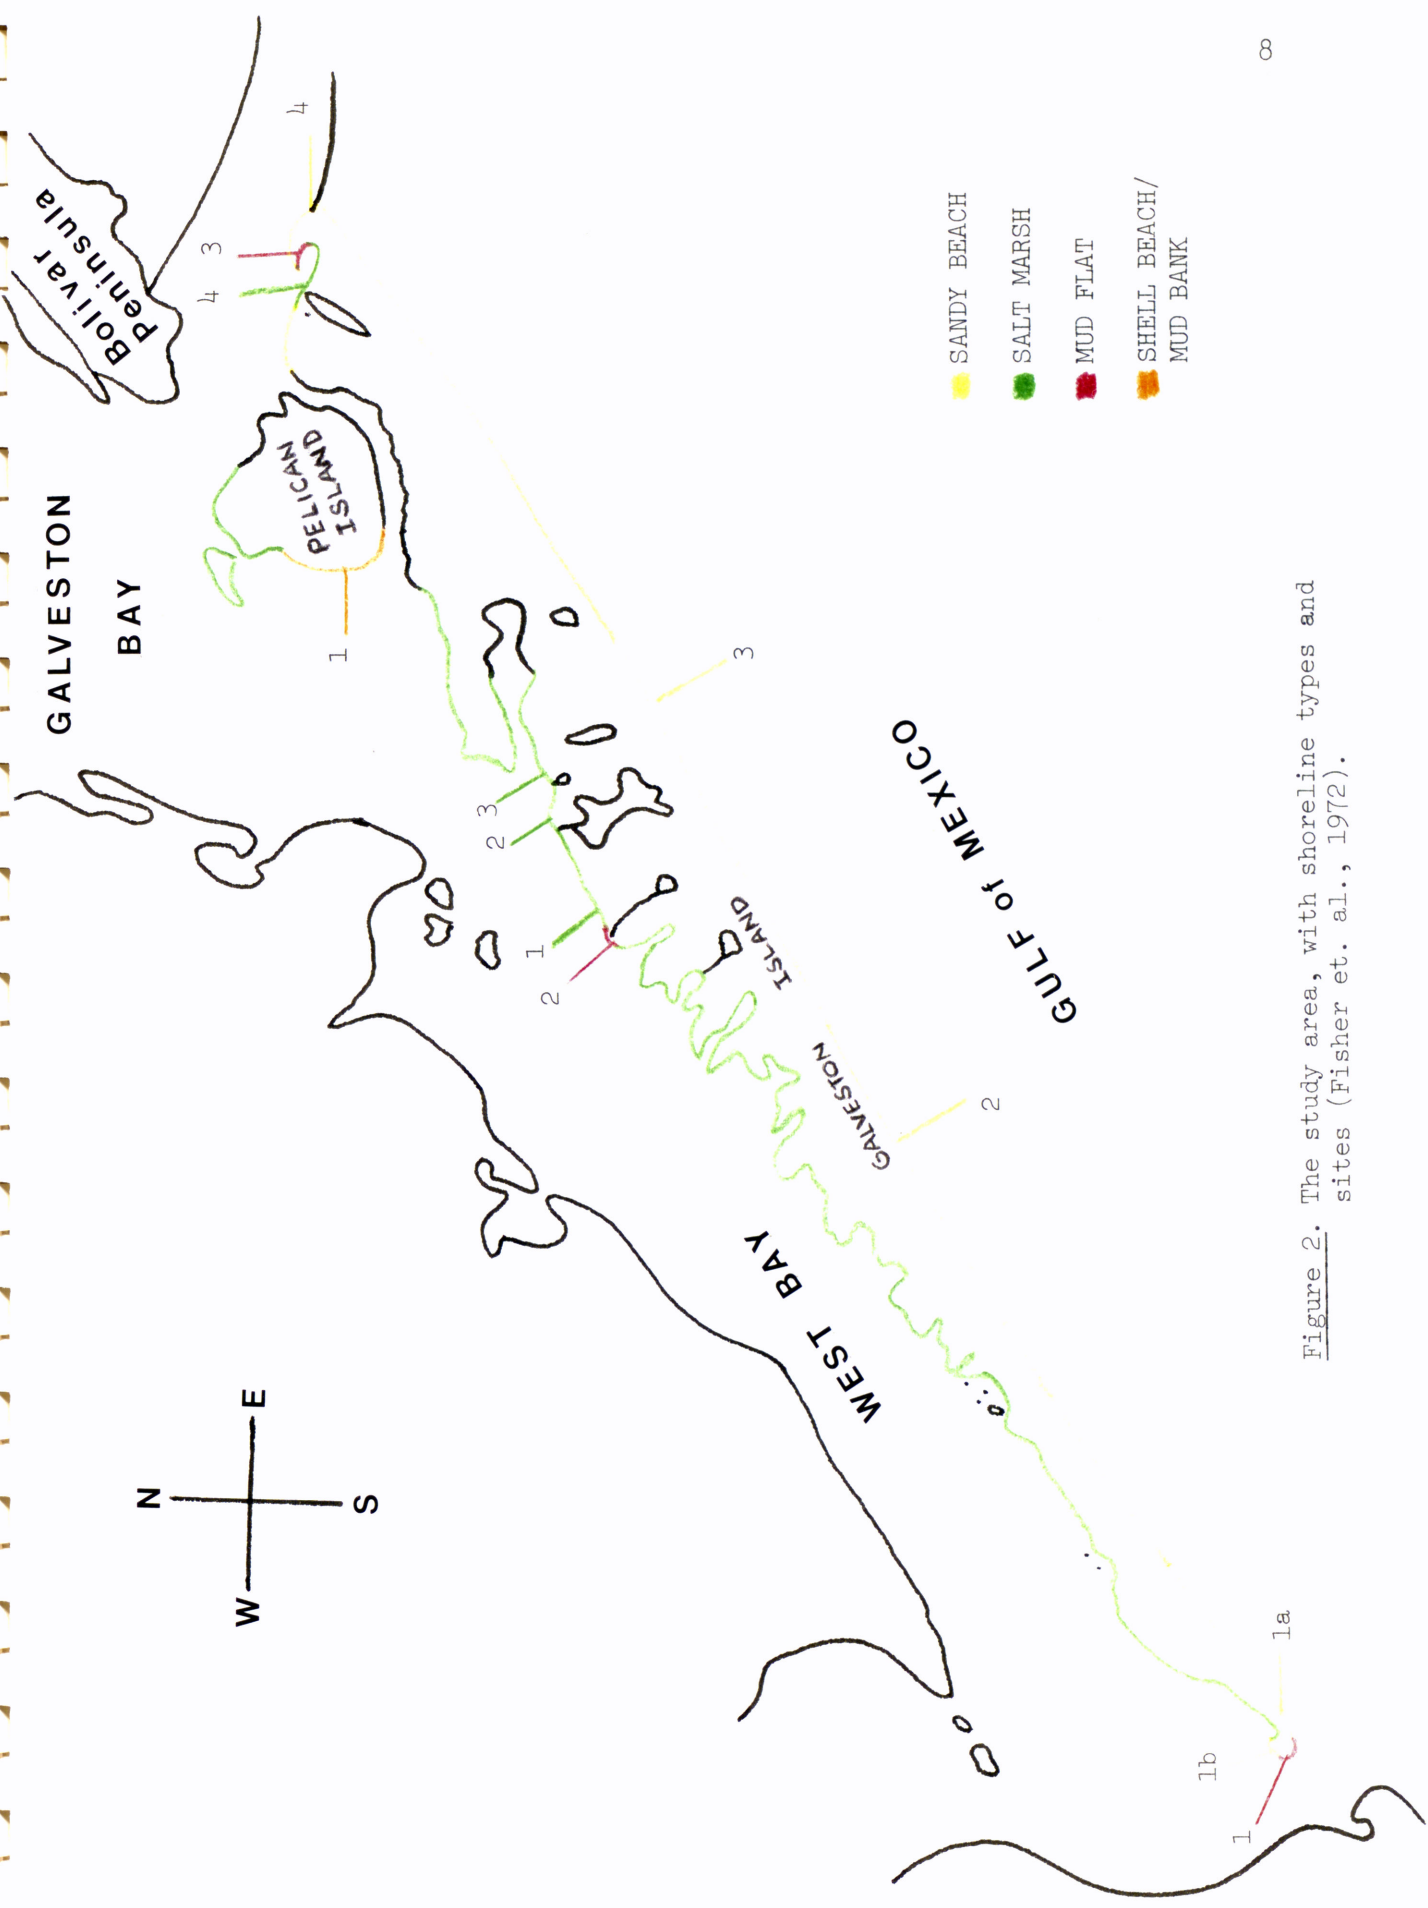 8
GALVESTON
BAY
Bolivar
Peninsula
PELICAN
ISLAND
N
W
E
S
WEST BAY
GALVESTON
ISLAND
GULF of MEXICO
1
2
1
2
3
1
3
4
3
4
2
1b
1
1a
SANDY BEACH
SALT MARSH
MUD FLAT
SHELL BEACH/
MUD BANK
Figure 2. The study area, with shoreline types and
sites (Fisher et. al., 1972).